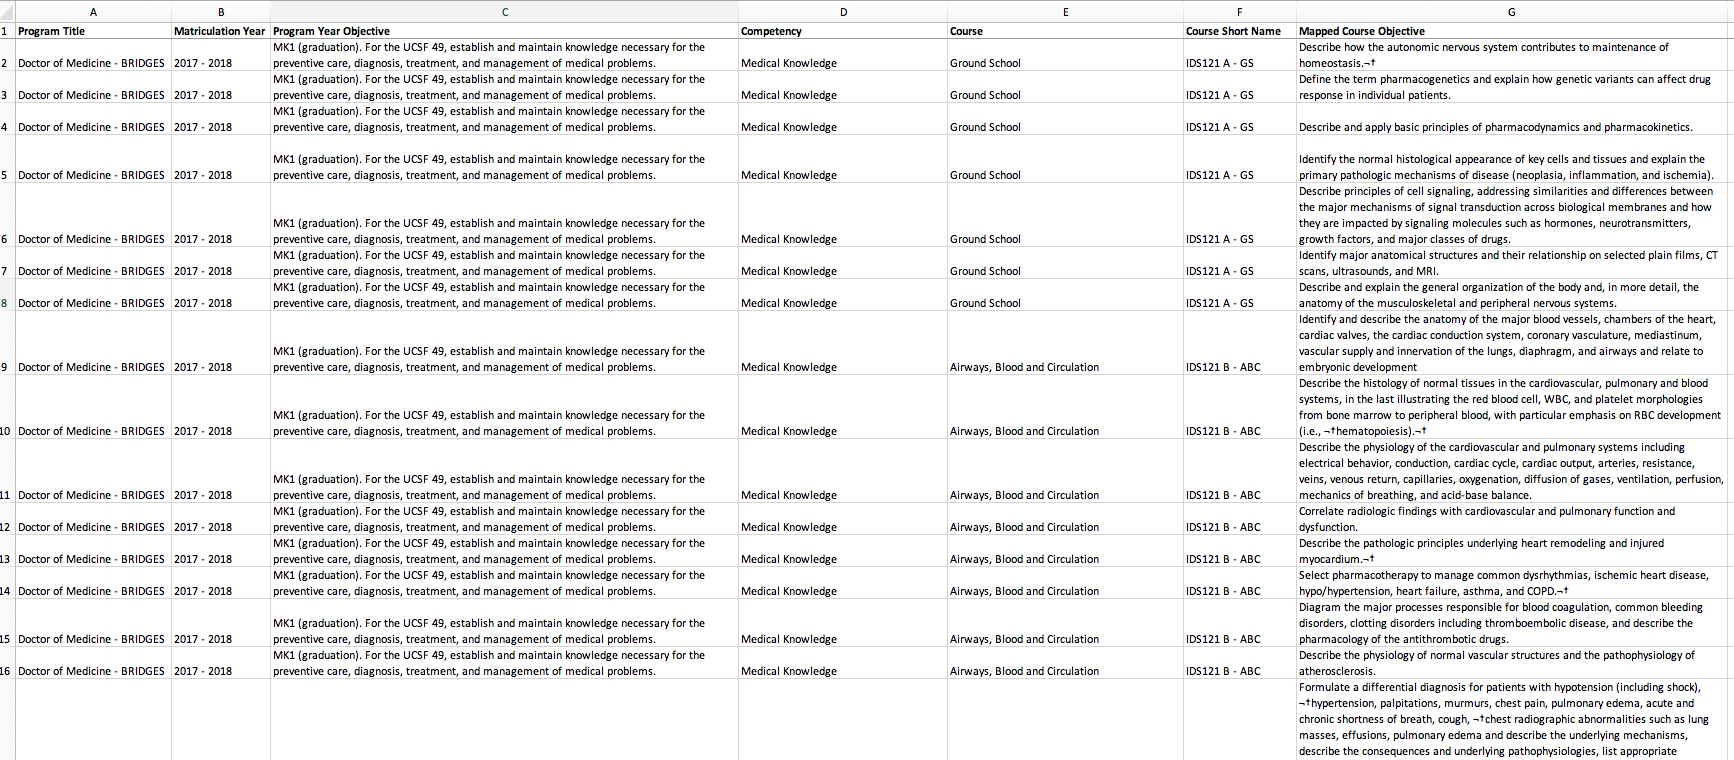 A B C D E F G
1 Program Title Matriculation Year Program Year Objective Competency Course Course Short Name Mapped Course Objective
2 Doctor of Medicine - BRIDGES 2017 - 2018 MK1 (graduation). For the UCSF 49, establish and maintain knowledge necessary for the
preventive care, diagnosis, treatment, and management of medical problems. Medical Knowledge Ground School IDS121 A - GS Describe how the autonomic nervous system contributes to maintenance of
homeostasis.¬†
3 Doctor of Medicine - BRIDGES 2017 - 2018 MK1 (graduation). For the UCSF 49, establish and maintain knowledge necessary for the
preventive care, diagnosis, treatment, and management of medical problems. Medical Knowledge Ground School IDS121 A - GS Define the term pharmacogenetics and explain how genetic variants can affect drug
response in individual patients.
4 Doctor of Medicine - BRIDGES 2017 - 2018 MK1 (graduation). For the UCSF 49, establish and maintain knowledge necessary for the
preventive care, diagnosis, treatment, and management of medical problems. Medical Knowledge Ground School IDS121 A - GS Describe and apply basic principles of pharmacodynamics and pharmacokinetics.
5 Doctor of Medicine - BRIDGES 2017 - 2018 MK1 (graduation). For the UCSF 49, establish and maintain knowledge necessary for the
preventive care, diagnosis, treatment, and management of medical problems. Medical Knowledge Ground School IDS121 A - GS Identify the normal histological appearance of key cells and tissues and explain the
primary pathologic mechanisms of disease (neoplasia, inflammation, and ischemia).
6 Doctor of Medicine - BRIDGES 2017 - 2018 MK1 (graduation). For the UCSF 49, establish and maintain knowledge necessary for the
preventive care, diagnosis, treatment, and management of medical problems. Medical Knowledge Ground School IDS121 A - GS Describe principles of cell signaling, addressing similarities and differences between
the major mechanisms of signal transduction across biological membranes and how
they are impacted by signaling molecules such as hormones, neurotransmitters,
growth factors, and major classes of drugs.
7 Doctor of Medicine - BRIDGES 2017 - 2018 MK1 (graduation). For the UCSF 49, establish and maintain knowledge necessary for the
preventive care, diagnosis, treatment, and management of medical problems. Medical Knowledge Ground School IDS121 A - GS Identify major anatomical structures and their relationship on selected plain films, CT
scans, ultrasounds, and MRI.
8 Doctor of Medicine - BRIDGES 2017 - 2018 MK1 (graduation). For the UCSF 49, establish and maintain knowledge necessary for the
preventive care, diagnosis, treatment, and management of medical problems. Medical Knowledge Ground School IDS121 A - GS Describe and explain the general organization of the body and, in more detail, the
anatomy of the musculoskeletal and peripheral nervous systems.
9 Doctor of Medicine - BRIDGES 2017 - 2018 MK1 (graduation). For the UCSF 49, establish and maintain knowledge necessary for the
preventive care, diagnosis, treatment, and management of medical problems. Medical Knowledge Airways, Blood and Circulation IDS121 B - ABC Identify and describe the anatomy of the major blood vessels, chambers of the heart,
cardiac valves, the cardiac conduction system, coronary vasculature, mediastinum,
vascular supply and innervation of the lungs, diaphragm, and airways and relate to
embryonic development
10 Doctor of Medicine - BRIDGES 2017 - 2018 MK1 (graduation). For the UCSF 49, establish and maintain knowledge necessary for the
preventive care, diagnosis, treatment, and management of medical problems. Medical Knowledge Airways, Blood and Circulation IDS121 B - ABC Describe the histology of normal tissues in the cardiovascular, pulmonary and blood
systems, in the last illustrating the red blood cell, WBC, and platelet morphologies
from bone marrow to peripheral blood, with particular emphasis on RBC development
(i.e., ¬†hematopoiesis).¬†
11 Doctor of Medicine - BRIDGES 2017 - 2018 MK1 (graduation). For the UCSF 49, establish and maintain knowledge necessary for the
preventive care, diagnosis, treatment, and management of medical problems. Medical Knowledge Airways, Blood and Circulation IDS121 B - ABC Describe the physiology of the cardiovascular and pulmonary systems including
electrical behavior, conduction, cardiac cycle, cardiac output, arteries, resistance,
veins, venous return, capillaries, oxygenation, diffusion of gases, ventilation, perfusion,
mechanics of breathing, and acid-base balance.
12 Doctor of Medicine - BRIDGES 2017 - 2018 MK1 (graduation). For the UCSF 49, establish and maintain knowledge necessary for the
preventive care, diagnosis, treatment, and management of medical problems. Medical Knowledge Airways, Blood and Circulation IDS121 B - ABC Correlate radiologic findings with cardiovascular and pulmonary function and
dysfunction.
13 Doctor of Medicine - BRIDGES 2017 - 2018 MK1 (graduation). For the UCSF 49, establish and maintain knowledge necessary for the
preventive care, diagnosis, treatment, and management of medical problems. Medical Knowledge Airways, Blood and Circulation IDS121 B - ABC Describe the pathologic principles underlying heart remodeling and injured
myocardium.¬†
14 Doctor of Medicine - BRIDGES 2017 - 2018 MK1 (graduation). For the UCSF 49, establish and maintain knowledge necessary for the
preventive care, diagnosis, treatment, and management of medical problems. Medical Knowledge Airways, Blood and Circulation IDS121 B - ABC Select pharmacotherapy to manage common dysrhythmias, ischemic heart disease,
hypo/hypertension, heart failure, asthma, and COPD.¬†
15 Doctor of Medicine - BRIDGES 2017 - 2018 MK1 (graduation). For the UCSF 49, establish and maintain knowledge necessary for the
preventive care, diagnosis, treatment, and management of medical problems. Medical Knowledge Airways, Blood and Circulation IDS121 B - ABC Diagram the major processes responsible for blood coagulation, common bleeding
disorders, clotting disorders including thromboembolic disease, and describe the
pharmacology of the antithrombotic drugs.
16 Doctor of Medicine - BRIDGES 2017 - 2018 MK1 (graduation). For the UCSF 49, establish and maintain knowledge necessary for the
preventive care, diagnosis, treatment, and management of medical problems. Medical Knowledge Airways, Blood and Circulation IDS121 B - ABC Describe the physiology of normal vascular structures and the pathophysiology of
atherosclerosis.
Formulate a differential diagnosis for patients with hypotension (including shock),
¬†hypertension, palpitations, murmurs, chest pain, pulmonary edema, acute and
chronic shortness of breath, cough, ¬†chest radiographic abnormalities such as lung
masses, effusions, pulmonary edema and describe the underlying mechanisms,
describe the consequences and underlying pathophysiologies, list appropriate